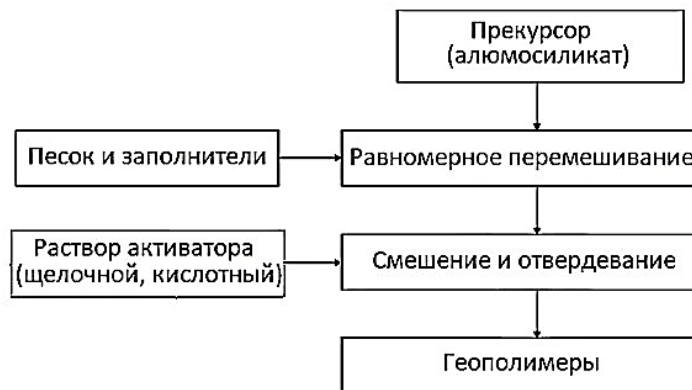 Прекурсор
(алюмосиликат)
Песок и заполнители
Равномерное перемешивание
Раствор активатора
(щелочной, кислотный)
Смешение и отвердевание
Геополимеры